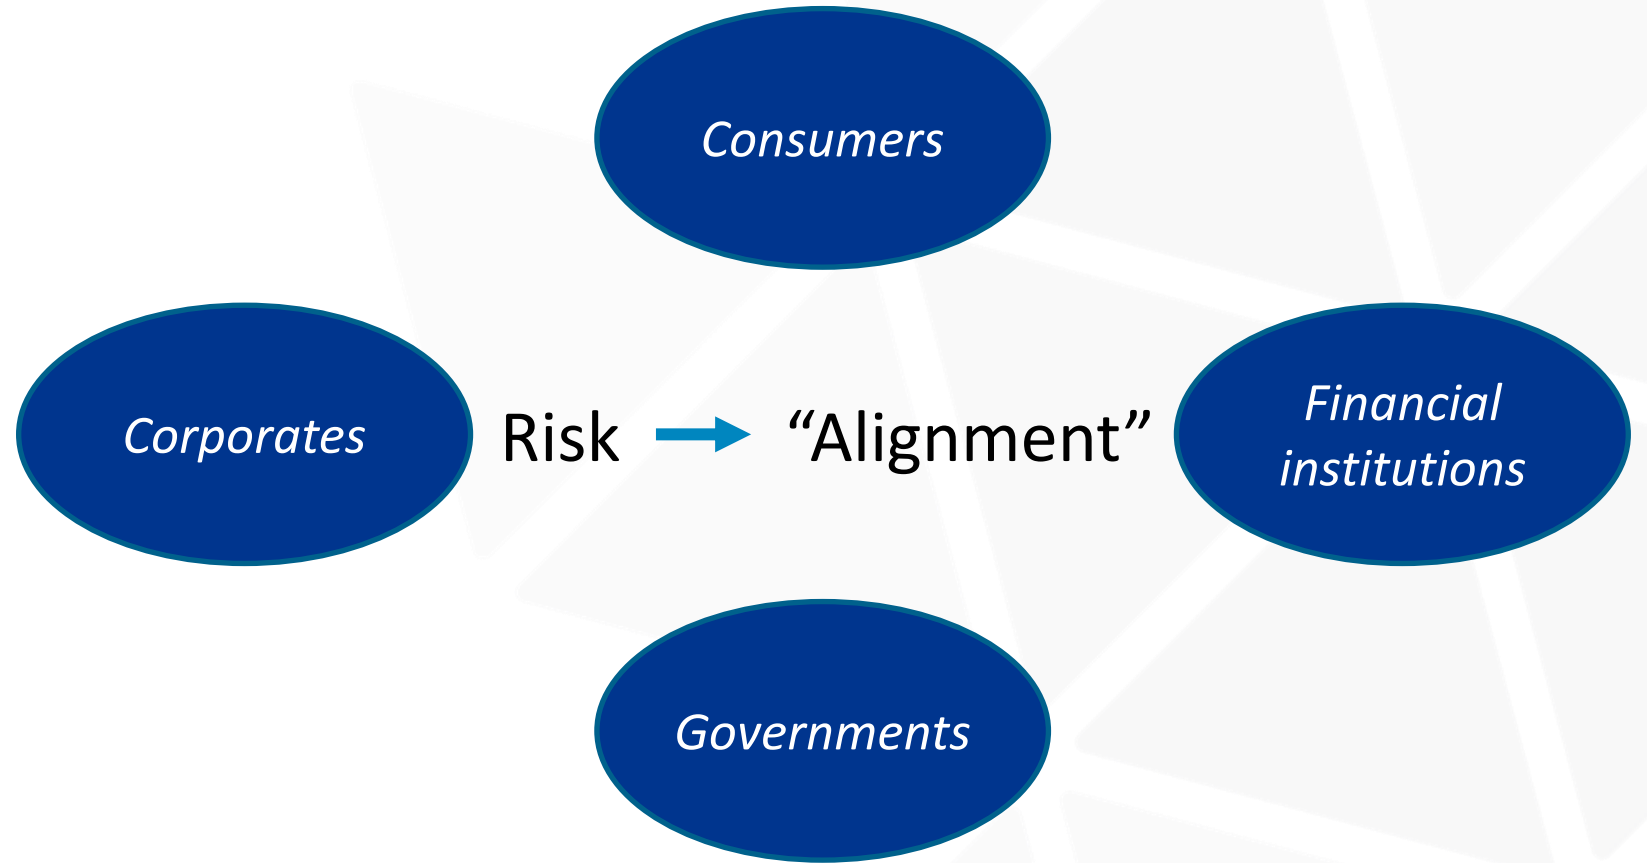 Consumers
Corporates
Risk → “Alignment”
Financial
institutions
Governments